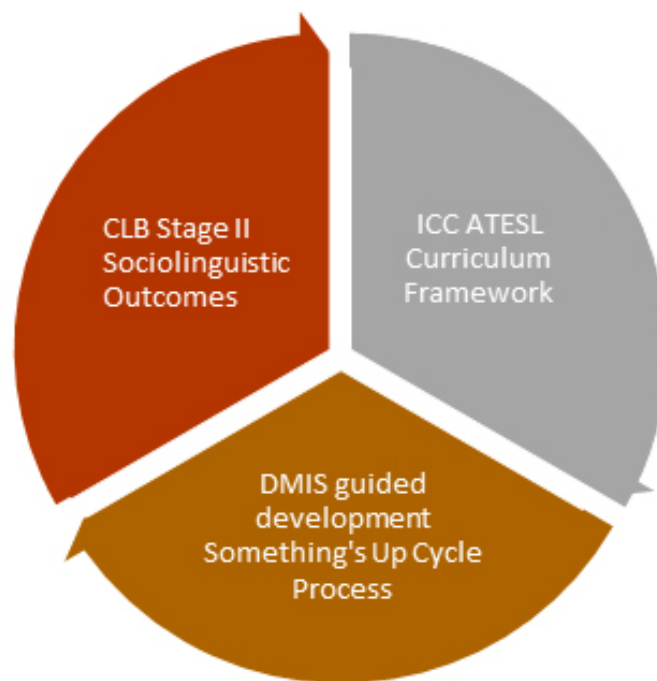 CLB Stage II
Sociolinguistic
Outcomes
ICC ATESL
Curriculum
Framework
DMIS guided
development
Something's Up Cycle
Process